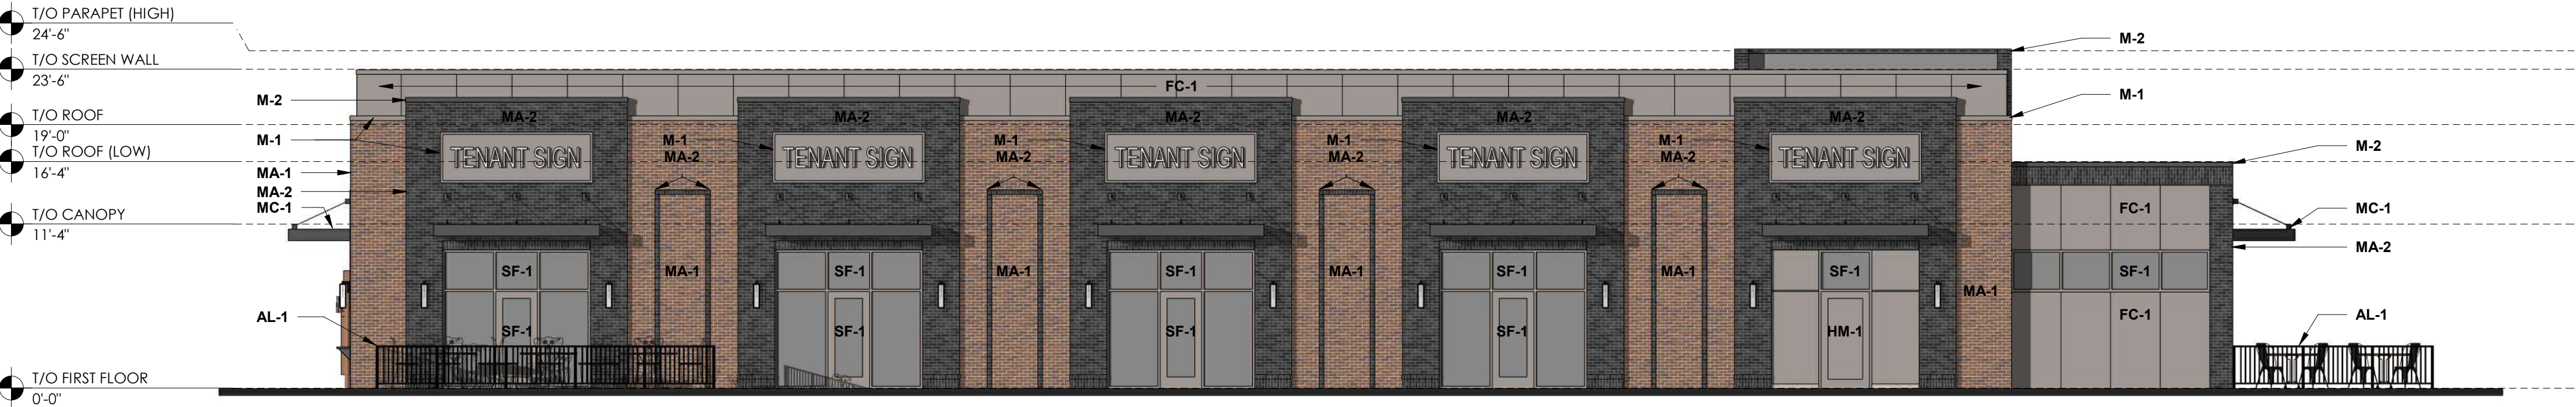 T/O PARAPET (HIGH)
24'-6"
M-2
T/O SCREEN WALL
23'-6"
FC-1
M-2
M-1
T/O ROOF
19'-0"
MA-2 MA-2 MA-2 MA-2 MA-2
M-1 M-1 M-1 M-1 M-1
M-2
T/O ROOF (LOW)
16'-4"
TENANT SIGN TENANT SIGN TENANT SIGN TENANT SIGN TENANT SIGN
MA-2 MA-2 MA-2 MA-2
MA-1
MA-2
MC-1
FC-1
MC-1
T/O CANOPY
11'-4"
MA-2
SF-1 MA-1 SF-1 MA-1 SF-1 MA-1 SF-1 MA-1 SF-1 SF-1
MA-1
AL-1
FC-1
AL-1
SF-1 SF-1 SF-1 SF-1 HM-1
T/O FIRST FLOOR
0'-0"